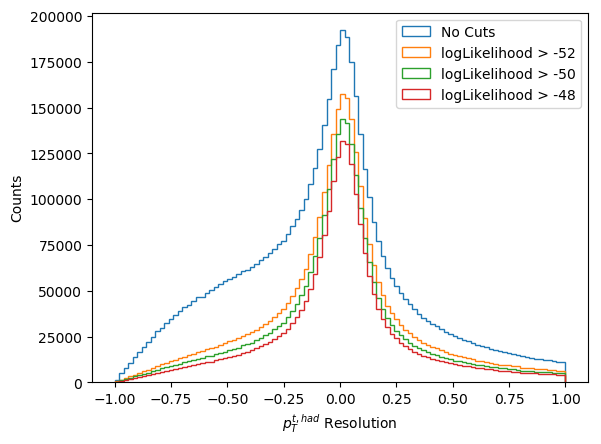 200000
175000
150000
125000
100000
75000
50000
25000
0
Counts
−1.00 −0.75 −0.50 −0.25 0.00 0.25 0.50 0.75 1.00
$p_T^{t,had}$ Resolution
No Cuts
logLikelihood > -52
logLikelihood > -50
logLikelihood > -48